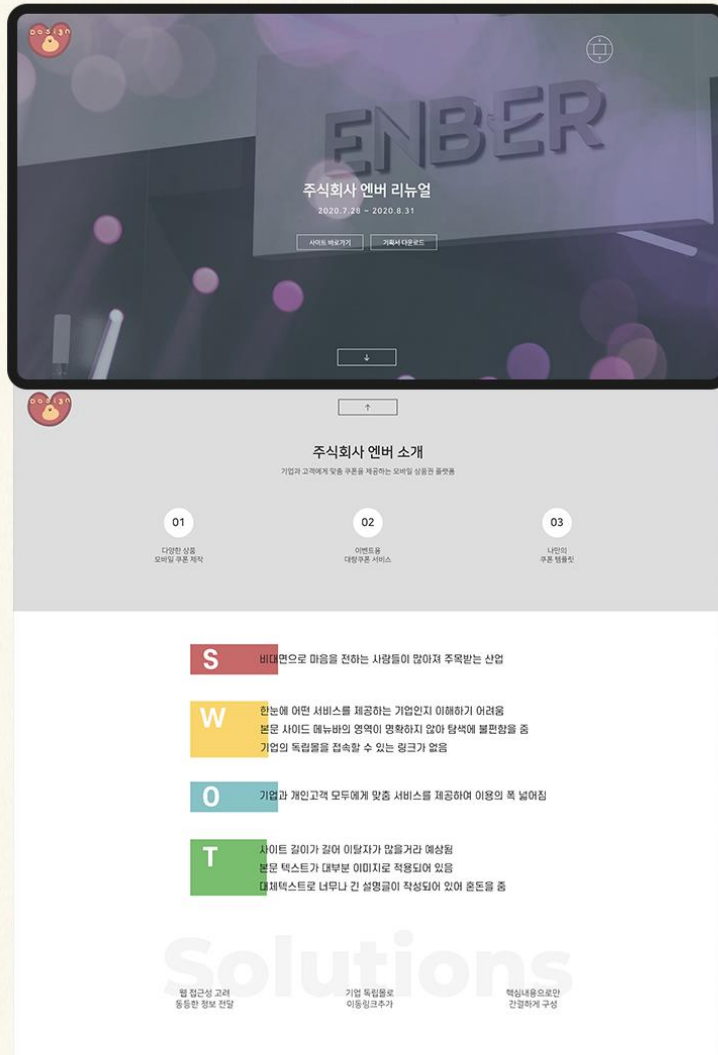 DOSIGN
ENBER
주식회사 엔버 리뉴얼
2020.7.28 ~ 2020.8.31
사이트 바로가기
기획서 다운로드
↓
DOSIGN
↑
주식회사 엔버 소개
기업과 고객에게 맞춤 쿠폰을 제공하는 모바일 상품권 플랫폼
01
02
03
다양한 상품
모바일 쿠폰 제작
이벤트용
대량쿠폰 서비스
나만의
쿠폰 템플릿
S
비대면으로 마음을 전하는 사람들이 많아져 주목받는 산업
W
한눈에 어떤 서비스를 제공하는 기업인지 이해하기 어려움
본문 사이드 메뉴바의 영역이 명확하지 않아 탐색에 불편함을 줌
기업의 독립몰을 접속할 수 있는 링크가 없음
O
기업과 개인고객 모두에게 맞춤 서비스를 제공하여 이용의 폭 넓어짐
T
사이트 길이가 길어 이탈자가 많을거라 예상됨
본문 텍스트가 대부분 이미지로 적용되어 있음
대체텍스트로 너무나 긴 설명글이 작성되어 있어 혼돈을 줌
Solutions
웹 접근성 고려
동등한 정보 전달
기업 독립몰로
이동링크추가
핵심내용으로만
간결하게 구성